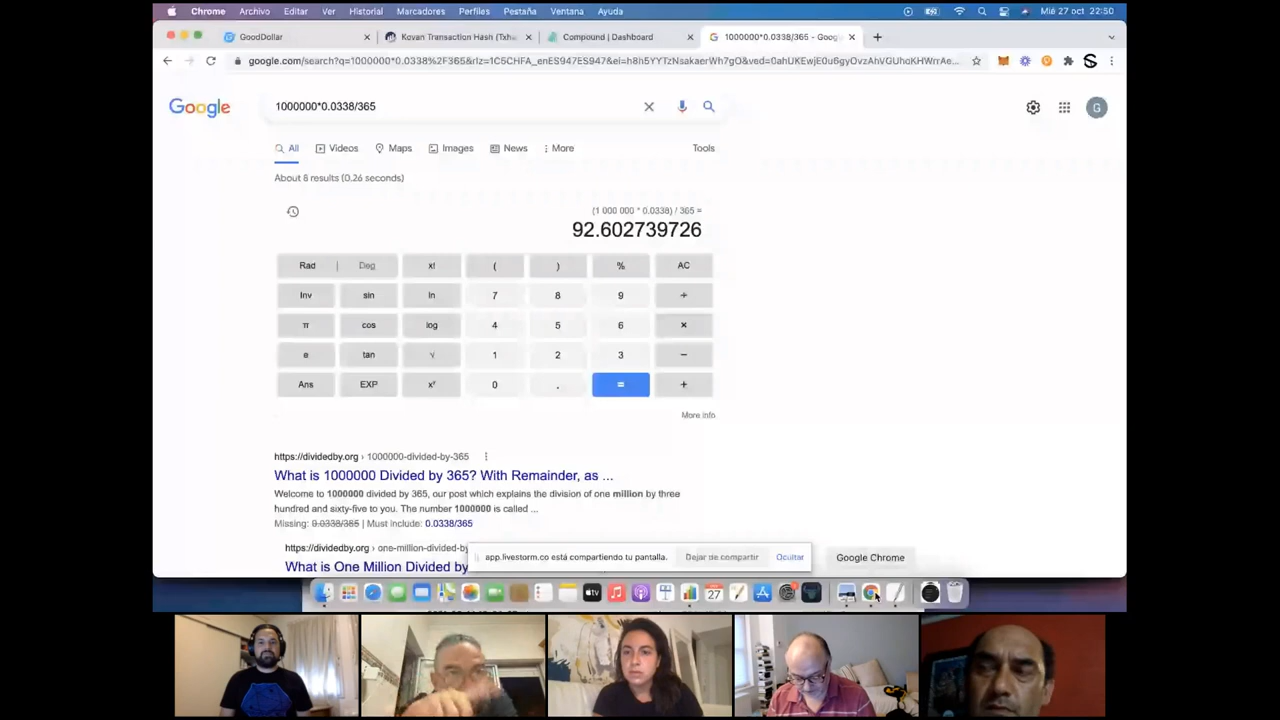 Chrome Archivo Editar Ver Historial Marcadores Perfiles Pestaña Ventana Ayuda Mié 27 oct 22:50
GoodDollar Kovan Transaction Hash (Txha Compound | Dashboard 1000000*0.0338/365 - Goog
Google
1000000*0.0338/365
G
All Videos Maps Images News More Tools
About 8 results (0.26 seconds)
(1 000 000 * 0.0338) / 365 =
92.602739726
Rad Deg x! ( ) % AC
Inv sin ln 7 8 9 ÷
π cos log 4 5 6 ×
e tan √ 1 2 3 −
Ans EXP xʸ 0 . = +
More info
https://dividedby.org › 1000000-divided-by-365
What is 1000000 Divided by 365? With Remainder, as ...
Welcome to 1000000 divided by 365, our post which explains the division of one million by three
hundred and sixty-five to you. The number 1000000 is called ...
Missing: 0.0338/365 | Must include: 0.0338/365
https://dividedby.org › one-million-divided-by
What is One Million Divided by
app.livestorm.co está compartiendo tu pantalla. Dejar de compartir Ocultar
Google Chrome
tv
27